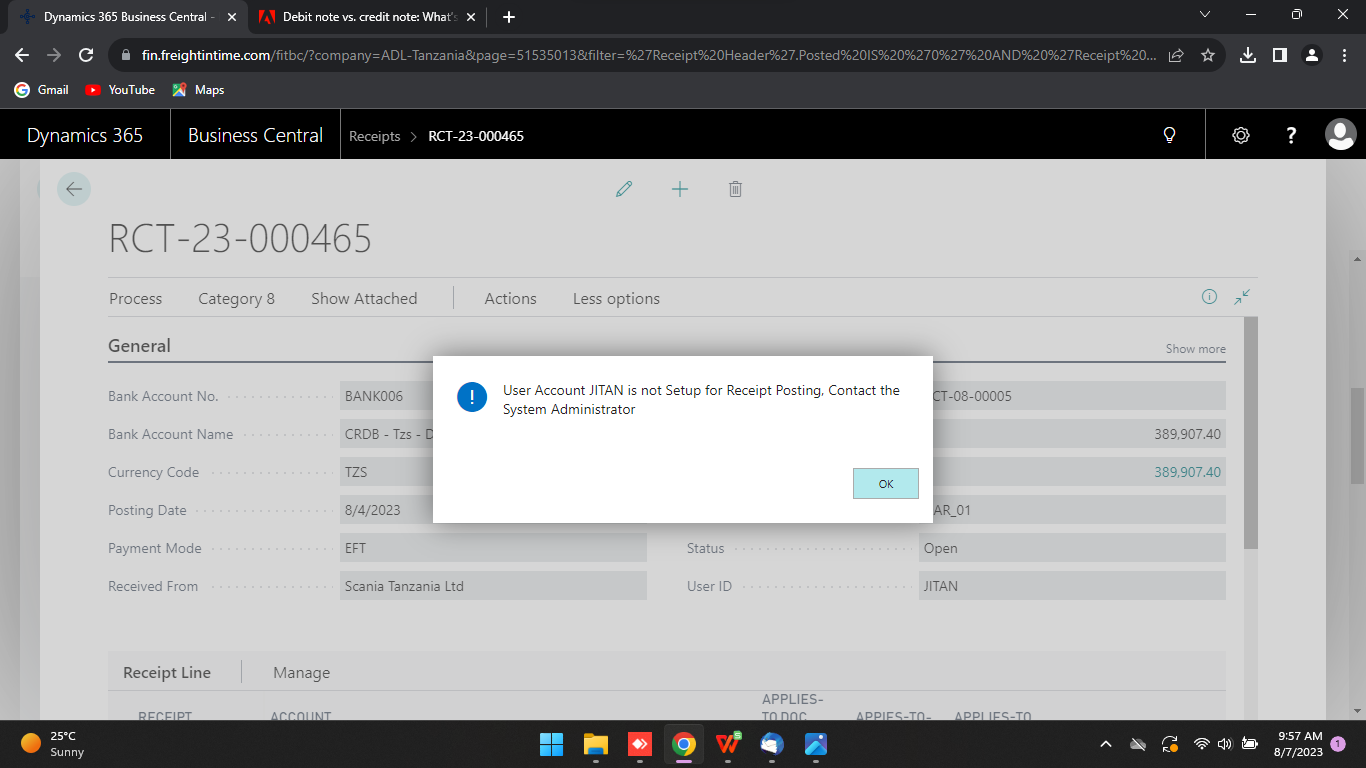 Dynamics 365 Business Central -
Debit note vs. credit note: What's
fin.freightintime.com/fitbc/?company=ADL-Tanzania&page=51535013&filter=%27Receipt%20Header%27.Posted%20IS%20%270%27%20AND%20%27Receipt%20...
Gmail
YouTube
Maps
Dynamics 365
Business Central
Receipts > RCT-23-000465
RCT-23-000465
Process
Category 8
Show Attached
Actions
Less options
General
Show more
Bank Account No.
BANK006
CT-08-00005
Bank Account Name
CRDB - Tzs - D
389,907.40
Currency Code
TZS
389,907.40
Posting Date
8/4/2023
AR_01
Payment Mode
EFT
Status
Open
Received From
Scania Tanzania Ltd
User ID
JITAN
User Account JITAN is not Setup for Receipt Posting, Contact the
System Administrator
OK
Receipt Line
Manage
RECEIPT
ACCOUNT
APPLIES-
TO DOC
APPIES-TO-
APPLIES-TO
25°C
Sunny
9:57 AM
8/7/2023
1